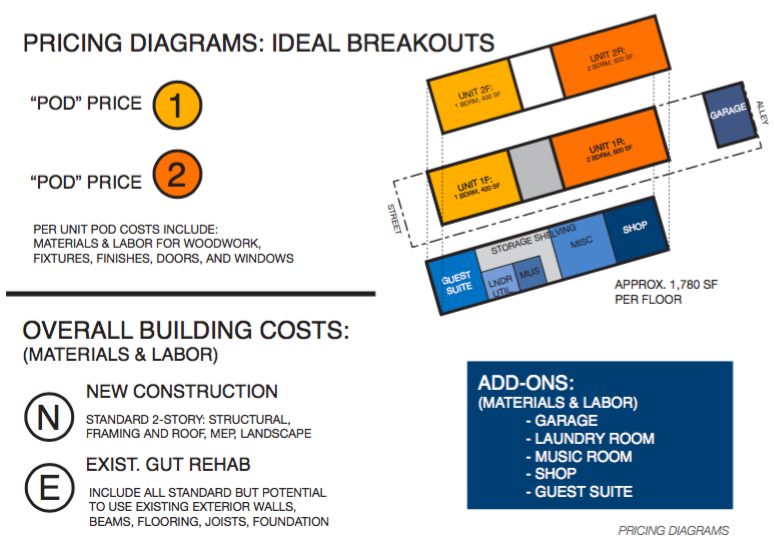 PRICING DIAGRAMS: IDEAL BREAKOUTS
"POD" PRICE 1
"POD" PRICE 2
PER UNIT POD COSTS INCLUDE:
MATERIALS & LABOR FOR WOODWORK,
FIXTURES, FINISHES, DOORS, AND WINDOWS
UNIT 2F:
1 BDRM, 400 SF
UNIT 2R:
2 BDRM, 600 SF
GARAGE
ALLEY
UNIT 1F:
1 BDRM, 400 SF
UNIT 1R:
2 BDRM, 600 SF
STREET
STORAGE SHELVING
GUEST
SUITE
LNDR
UTIL
MUS
MISC
SHOP
APPROX. 1,780 SF
PER FLOOR
OVERALL BUILDING COSTS:
(MATERIALS & LABOR)
N
NEW CONSTRUCTION
STANDARD 2-STORY: STRUCTURAL,
FRAMING AND ROOF, MEP, LANDSCAPE
E
EXIST. GUT REHAB
INCLUDE ALL STANDARD BUT POTENTIAL
TO USE EXISTING EXTERIOR WALLS,
BEAMS, FLOORING, JOISTS, FOUNDATION
ADD-ONS:
(MATERIALS & LABOR)
- GARAGE
- LAUNDRY ROOM
- MUSIC ROOM
- SHOP
- GUEST SUITE
PRICING DIAGRAMS